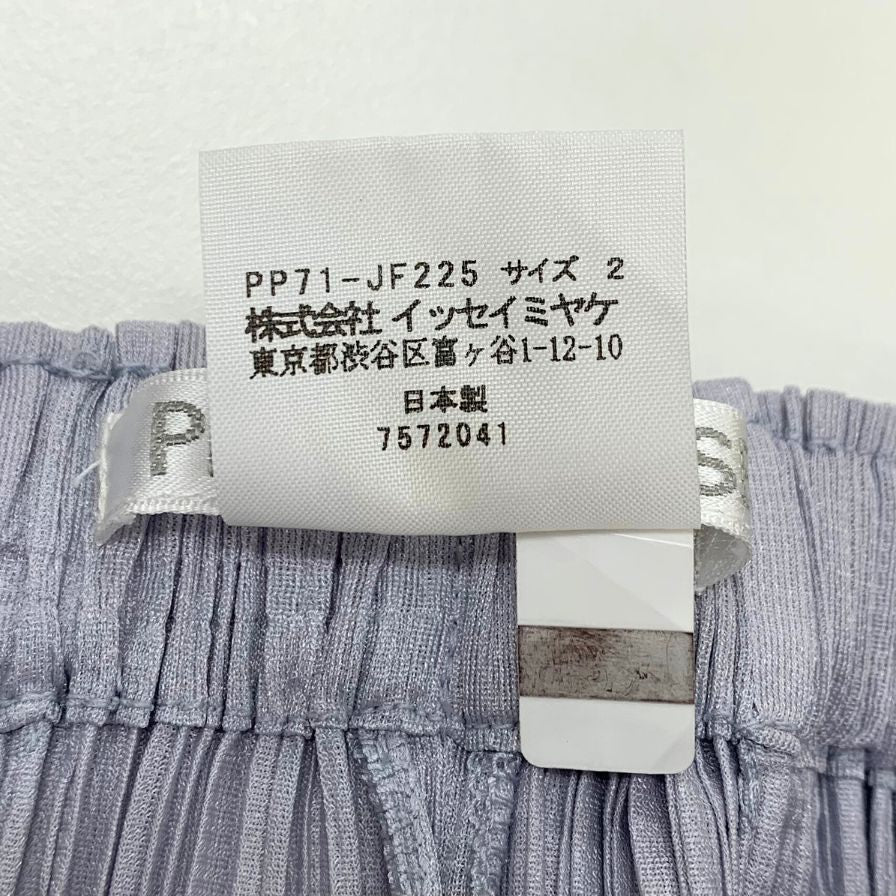 PP71-JF225 サイズ 2
株式会社 イッセイミヤケ
東京都渋谷区富ヶ谷1-12-10
日本製
7572041
P
S